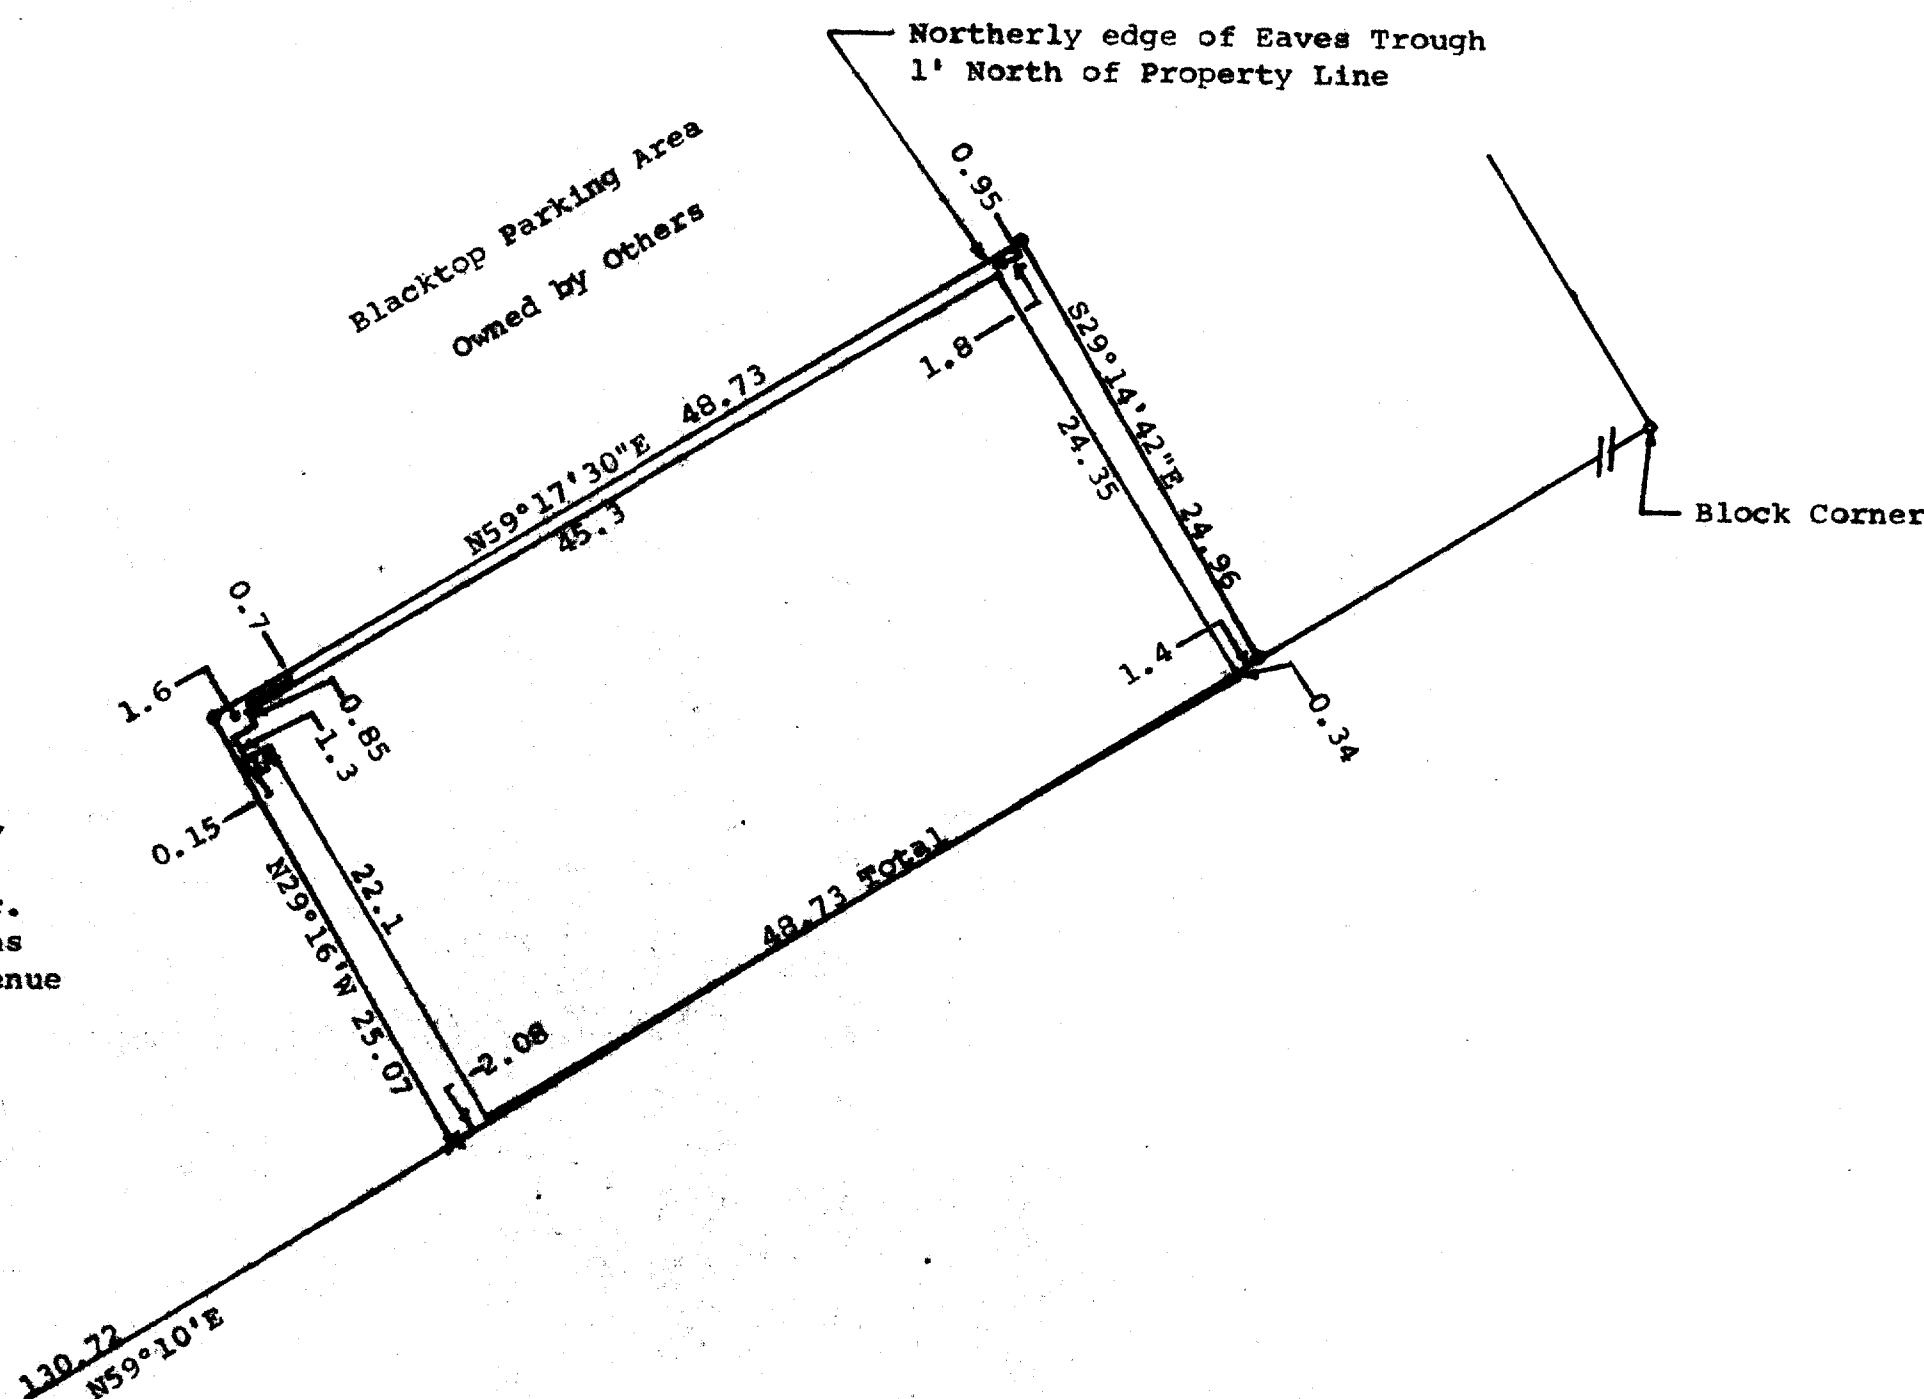 Northerly edge of Eaves Trough
1' North of Property Line
Blacktop Parking Area
Owned by Others
0.95
1.8
S29°14'42"E 24.96
24.35
N59°17'30"E 48.73
45.3
Block Corner
0.7
1.6
0.85
1.3
0.15
1.4
0.34
22.1
N29°16'W 25.07
48.73 Total
2.08
enue
130.72
N59°10'E